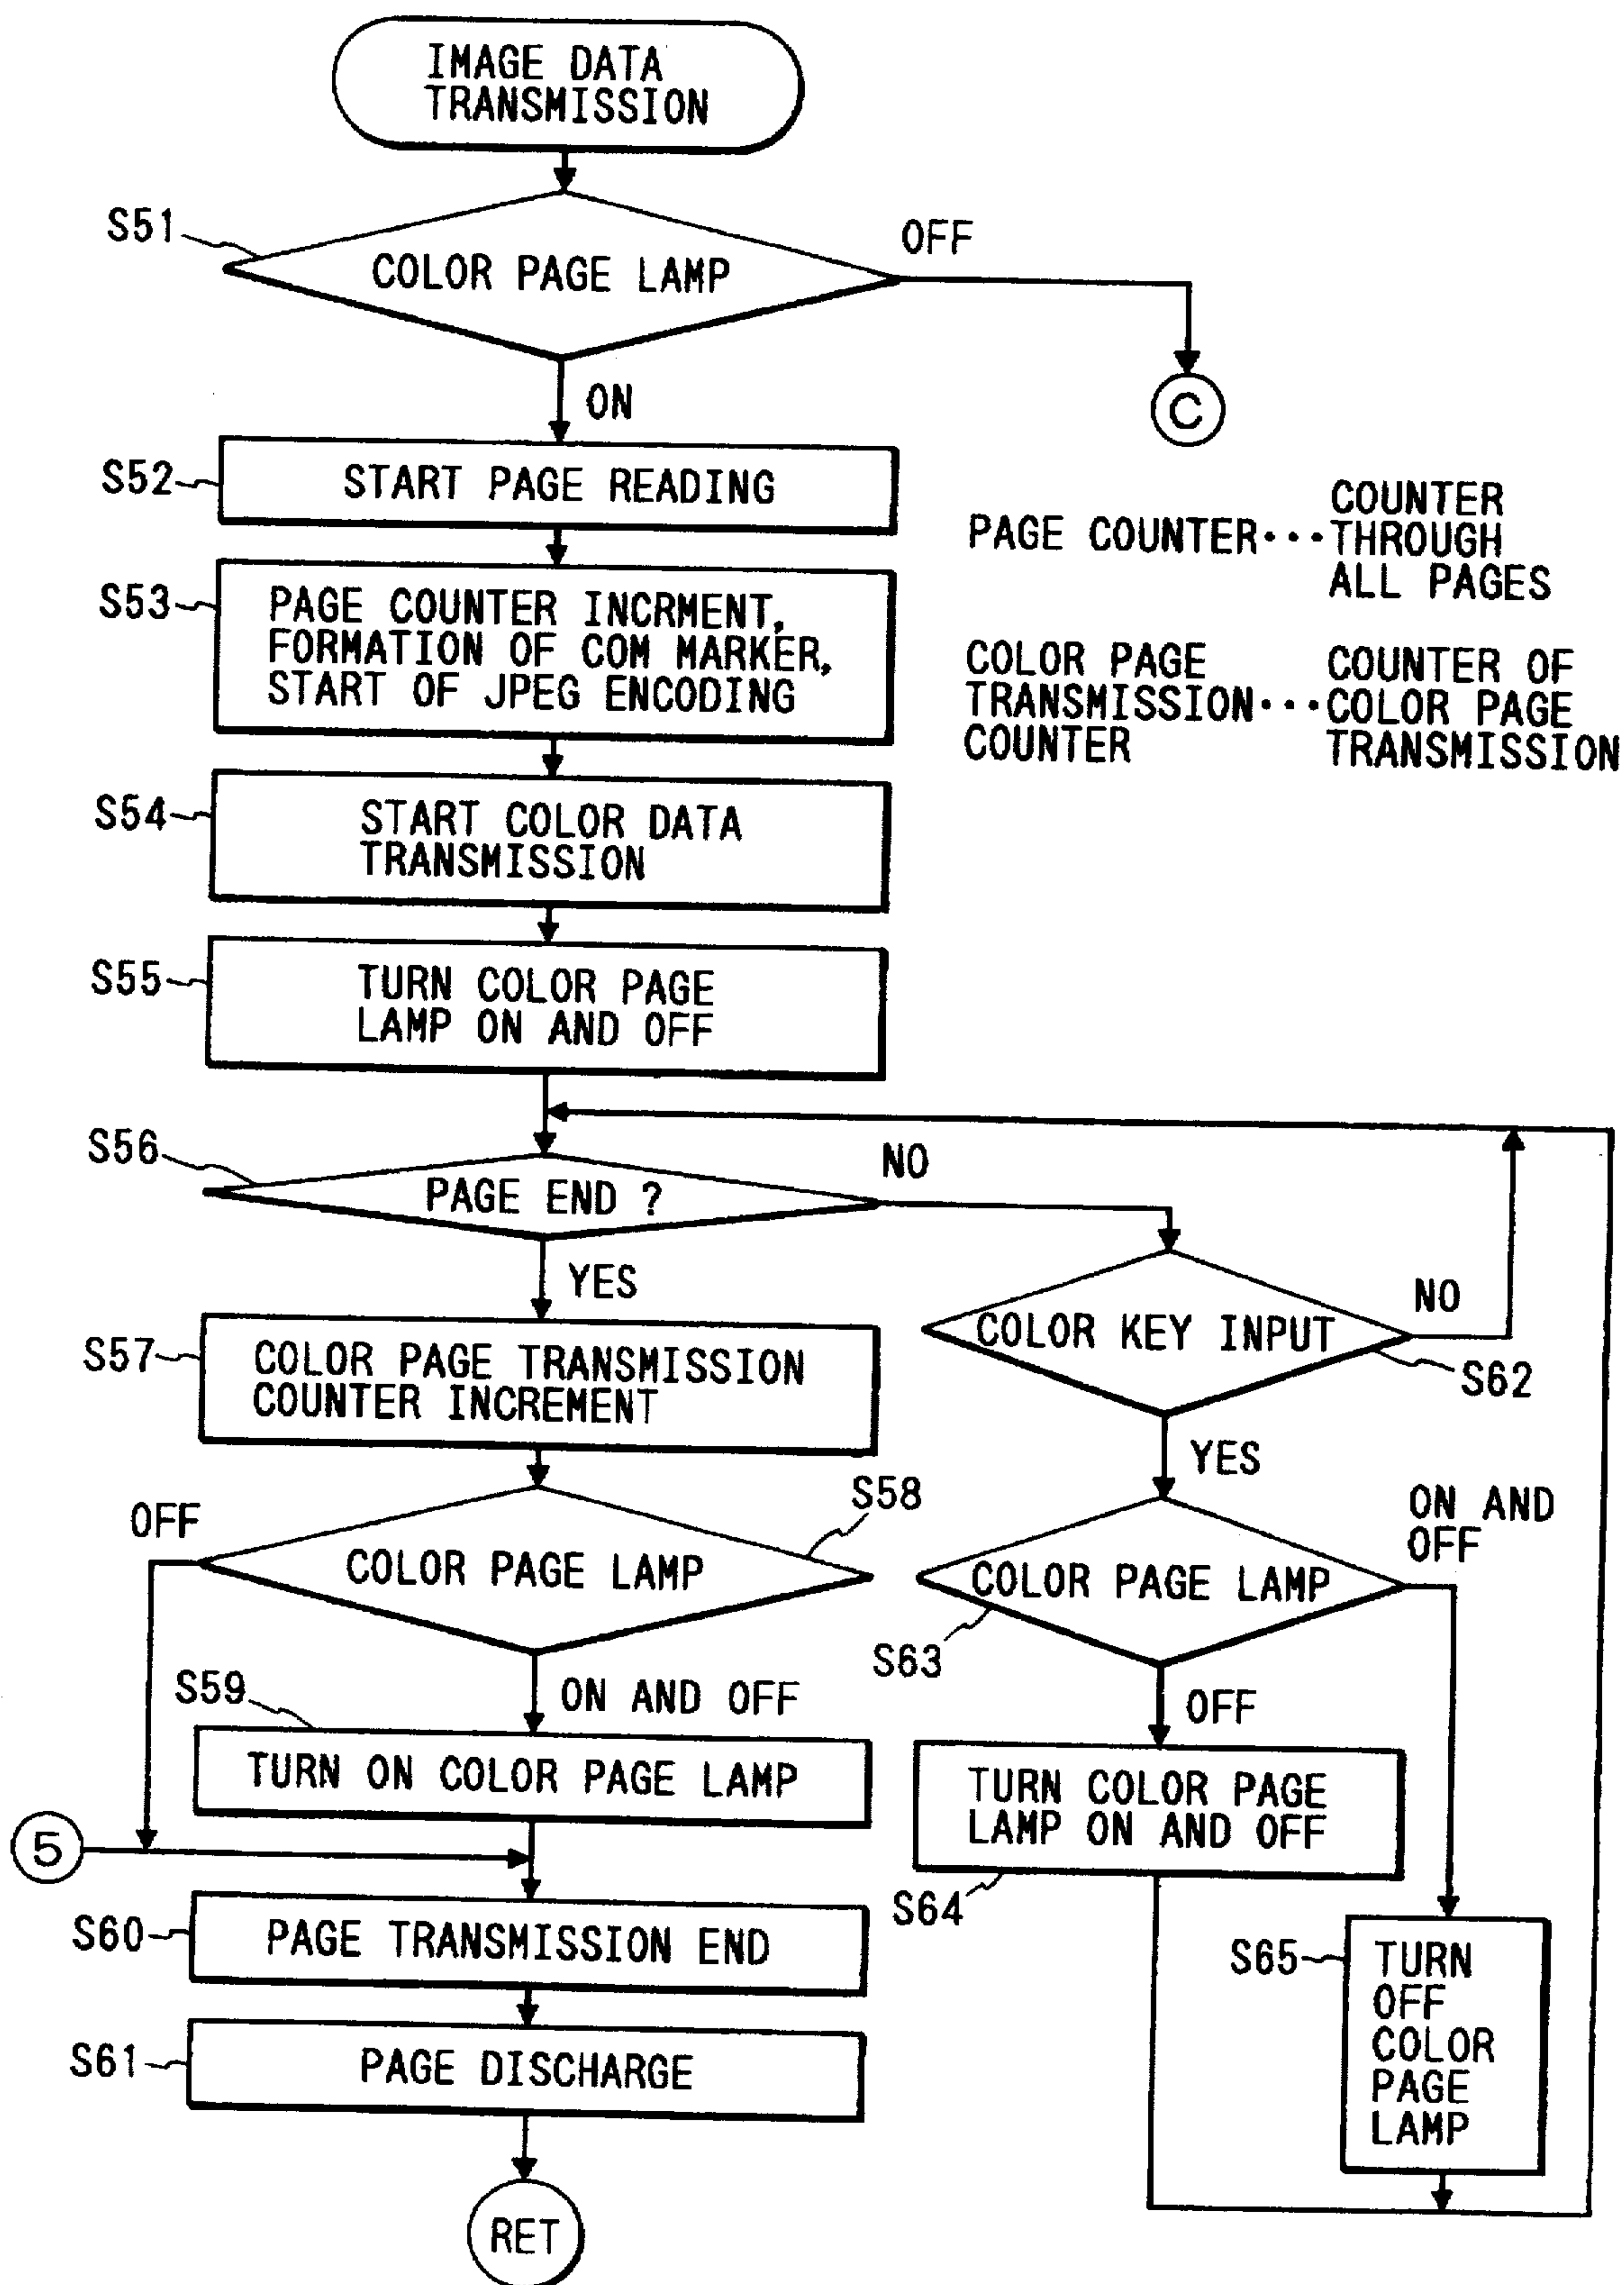 IMAGE DATA
TRANSMISSION
S51
COLOR PAGE LAMP
OFF
ON
C
S52
START PAGE READING
PAGE COUNTER···
COUNTER
THROUGH
ALL PAGES
S53
PAGE COUNTER INCRMENT,
FORMATION OF COM MARKER,
START OF JPEG ENCODING
COLOR PAGE
TRANSMISSION···
COUNTER
COUNTER OF
COLOR PAGE
TRANSMISSION
S54
START COLOR DATA
TRANSMISSION
S55
TURN COLOR PAGE
LAMP ON AND OFF
S56
PAGE END ?
NO
YES
COLOR KEY INPUT
NO
S62
YES
S57
COLOR PAGE TRANSMISSION
COUNTER INCREMENT
OFF
S58
COLOR PAGE LAMP
ON AND OFF
S59
TURN ON COLOR PAGE LAMP
COLOR PAGE LAMP
ON AND
OFF
S63
OFF
TURN COLOR PAGE
LAMP ON AND OFF
S64
S65
TURN
OFF
COLOR
PAGE
LAMP
5
S60
PAGE TRANSMISSION END
S61
PAGE DISCHARGE
RET